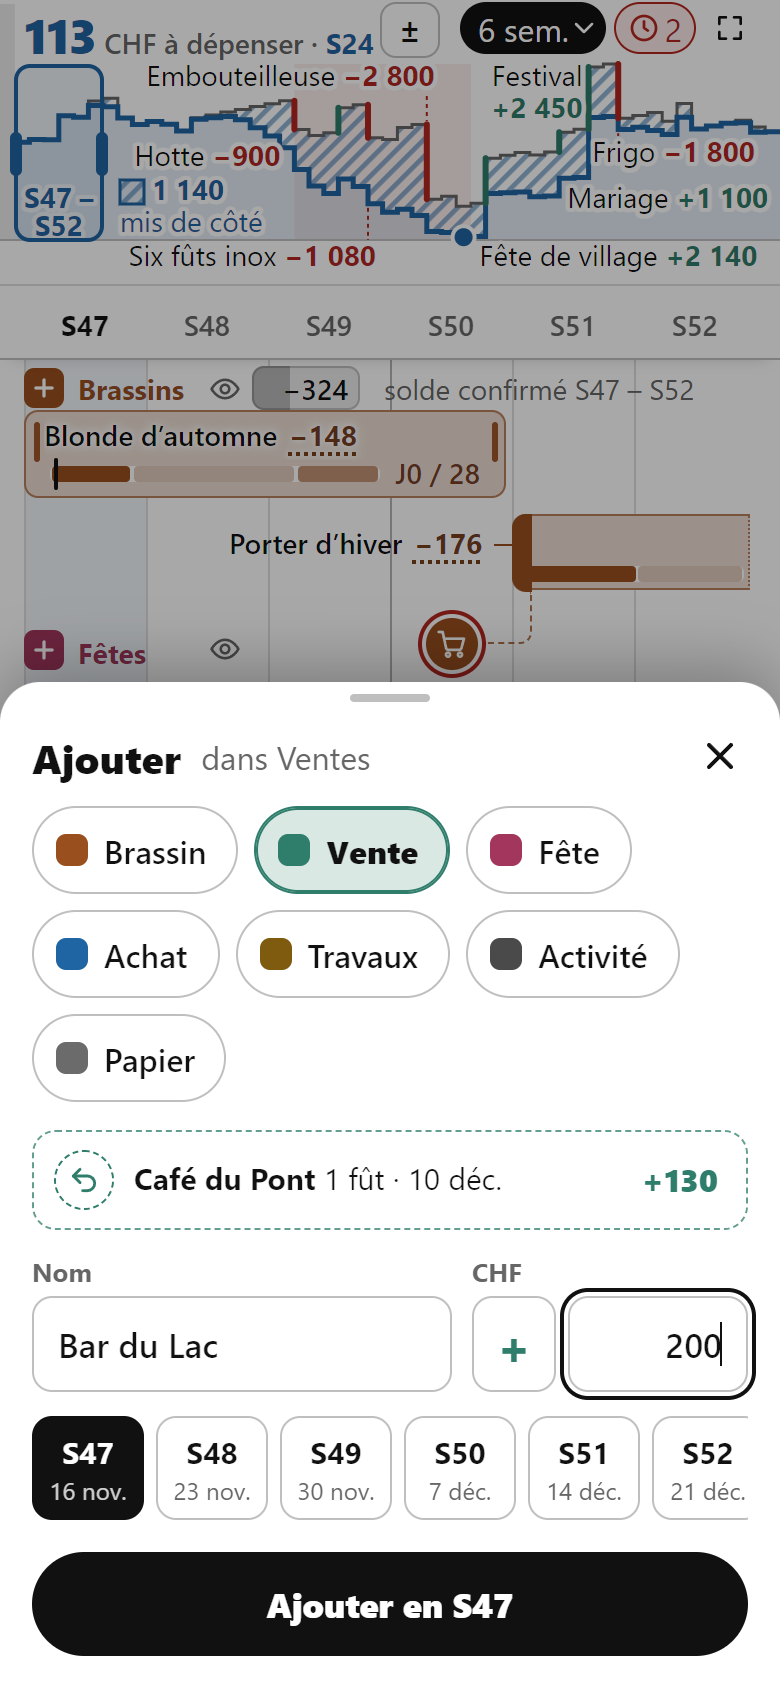 113 CHF à dépenser · S24 ± 6 sem. 2
Embouteilleuse −2 800
Festival
+2 450
Hotte −900
Frigo −1 800
S47 –
S52
1 140
mis de côté
Mariage +1 100
Six fûts inox −1 080
Fête de village +2 140
S47 S48 S49 S50 S51 S52
+ Brassins −324 solde confirmé S47 – S52
Blonde d’automne −148
J0 / 28
Porter d’hiver −176
+ Fêtes
Ajouter dans Ventes
Brassin Vente Fête
Achat Travaux Activité
Papier
Café du Pont 1 fût · 10 déc. +130
Nom CHF
Bar du Lac + 200
S47 S48 S49 S50 S51 S52
16 nov. 23 nov. 30 nov. 7 déc. 14 déc. 21 déc.
Ajouter en S47